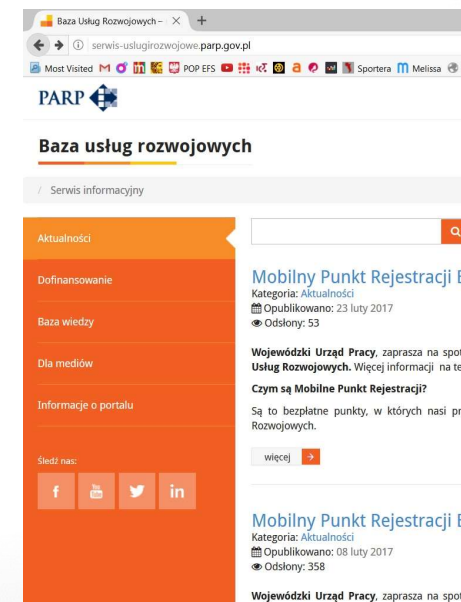 Baza Usług Rozwojowych –
serwis-uslugirozwojowe.parp.gov.pl
Most Visited POP EFS Sportera Melissa
PARP
Baza usług rozwojowych
/ Serwis informacyjny
Aktualności
Dofinansowanie
Baza wiedzy
Dla mediów
Informacje o portalu
Śledź nas:
Mobilny Punkt Rejestracji
Kategoria: Aktualności
Opublikowano: 23 luty 2017
Odsłony: 53
Wojewódzki Urząd Pracy, zaprasza na spot
Usług Rozwojowych. Więcej informacji na te
Czym są Mobilne Punkt Rejestracji?
Są to bezpłatne punkty, w których nasi pr
Rozwojowych.
więcej
Mobilny Punkt Rejestracji
Kategoria: Aktualności
Opublikowano: 08 luty 2017
Odsłony: 358
Wojewódzki Urząd Pracy, zaprasza na spot